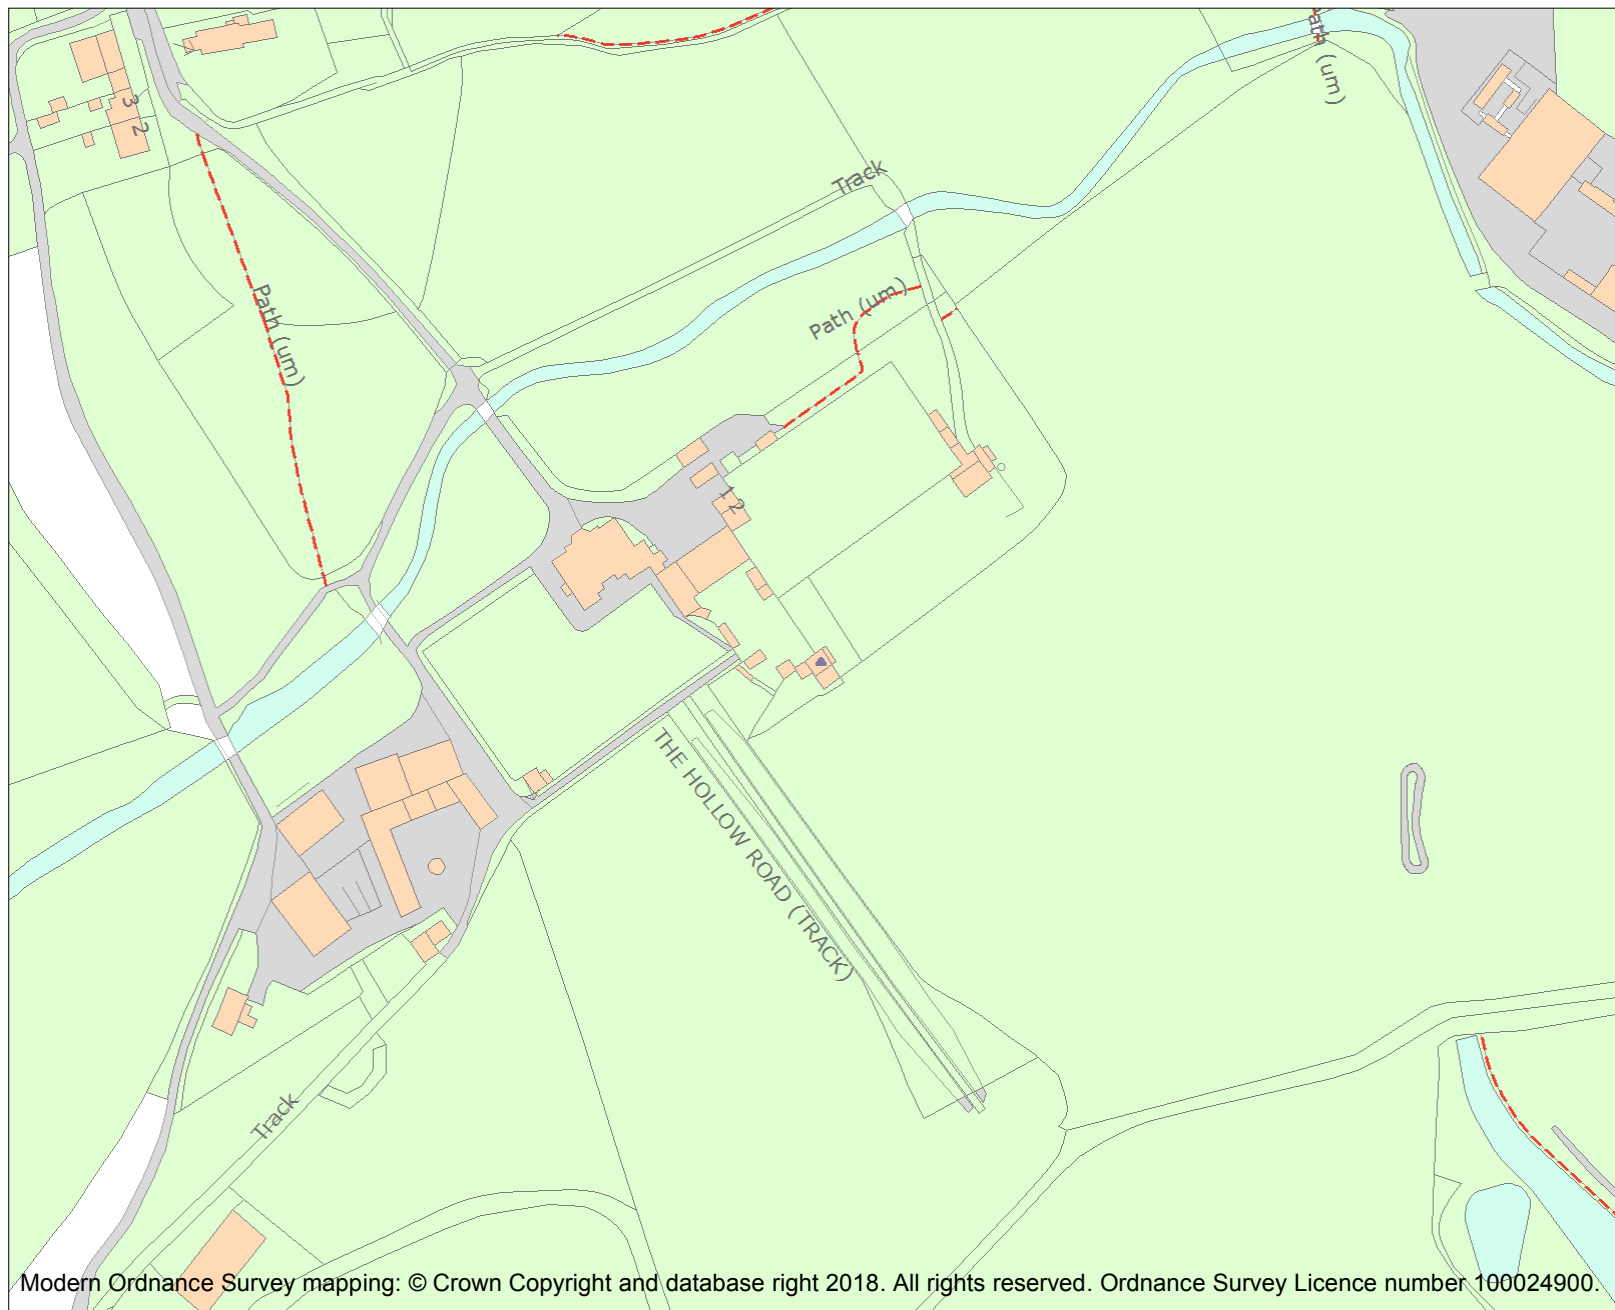 Path (um)
3
2
Track
Path (um)
Path (um)
1
2
THE HOLLOW ROAD (TRACK)
Track
Modern Ordnance Survey mapping: © Crown Copyright and database right 2018. All rights reserved. Ordnance Survey Licence number 100024900.